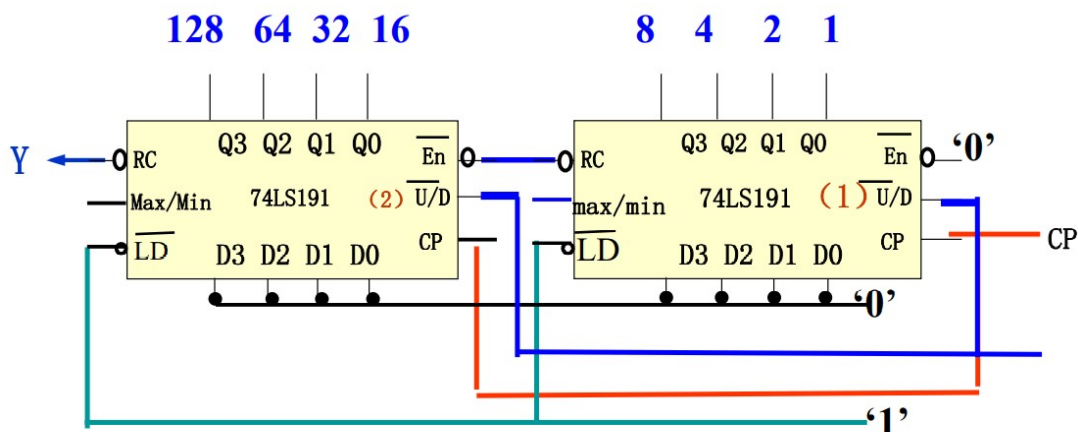 128 64 32 16 8 4 2 1
Q3 Q2 Q1 Q0 Q3 Q2 Q1 Q0
Y RC En RC En ‘0’
Max/Min 74LS191 (2) U/D max/min 74LS191 (1) U/D
LD CP LD CP CP
D3 D2 D1 D0 D3 D2 D1 D0
‘0’
‘1’